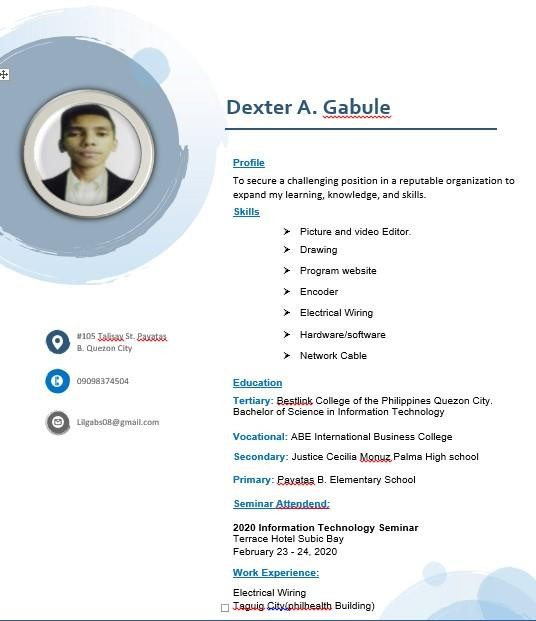 Dexter A. Gabule
Profile
To secure a challenging position in a reputable organization to
expand my learning, knowledge, and skills.
Skills
➤ Picture and video Editor.
➤ Drawing
➤ Program website
➤ Encoder
➤ Electrical Wiring
➤ Hardware/software
➤ Network Cable
#105 Talisay St. Payatas
B. Quezon City
09098374504
Lilgabs08@gmail.com
Education
Tertiary: Bestlink College of the Philippines Quezon City.
Bachelor of Science in Information Technology
Vocational: ABE International Business College
Secondary: Justice Cecilia Monuz Palma High school
Primary: Payatas B. Elementary School
Seminar Attend:
2020 Information Technology Seminar
Terrace Hotel Subic Bay
February 23 - 24, 2020
Work Experience:
Electrical Wiring
Taguig City(philhealth Building)